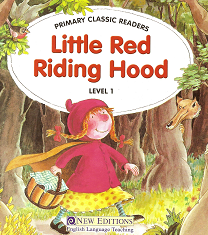 PRIMARY CLASSIC READERS
Little Red
Riding Hood
LEVEL 1
NEW EDITIONS
English Language Teaching